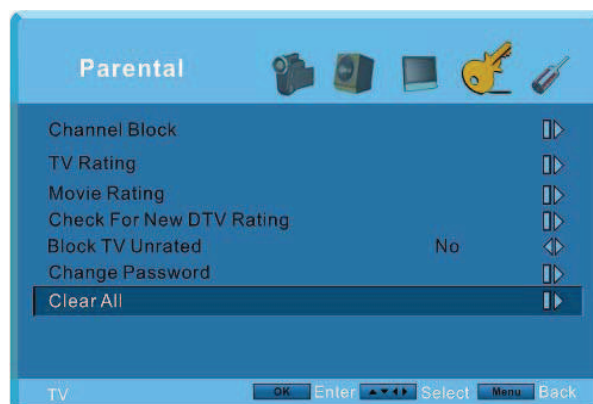 Parental
Channel Block
TV Rating
Movie Rating
Check For New DTV Rating
Block TV Unrated No
Change Password
Clear All
TV OK Enter Select Menu Back